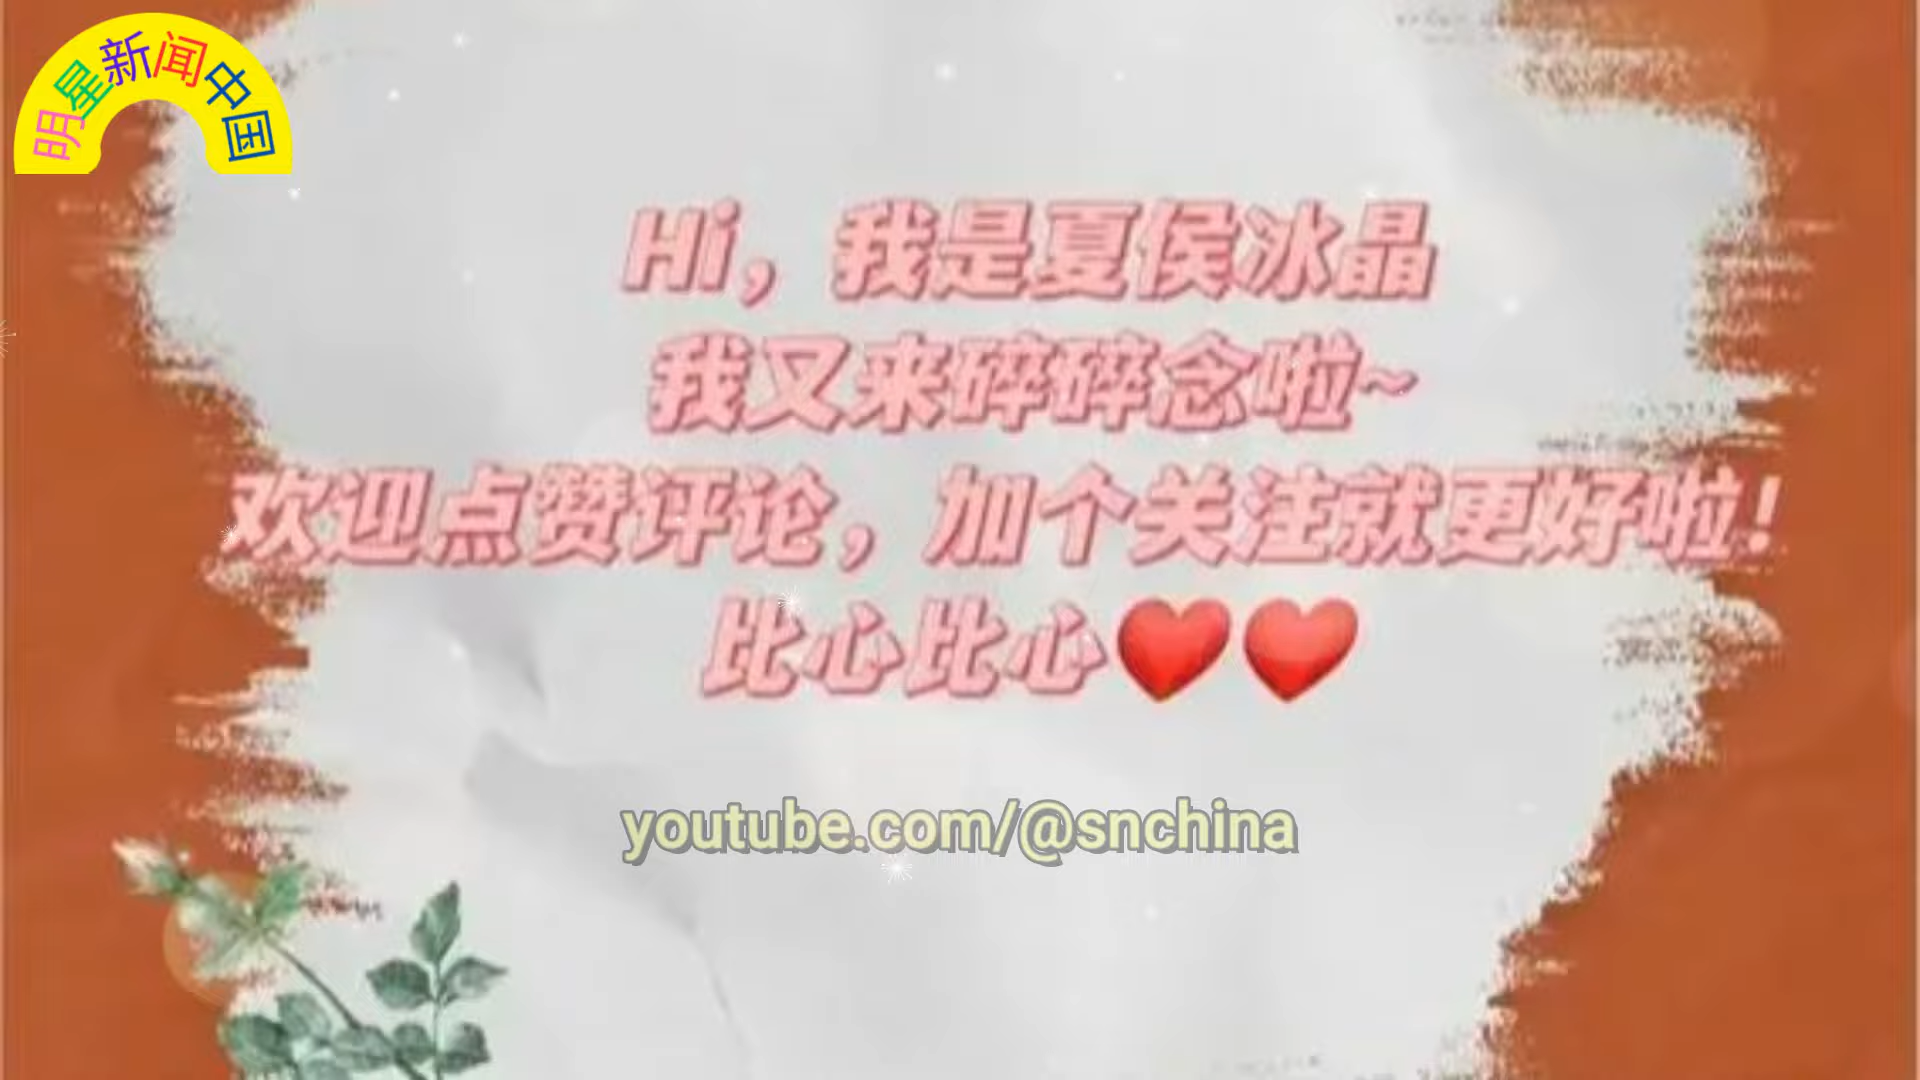 明星新闻中国
Hi，我是夏侯冰晶
我又来碎碎念啦~
欢迎点赞评论，加个关注就更好啦！
比心比心❤️❤️
youtube.com/@snchina